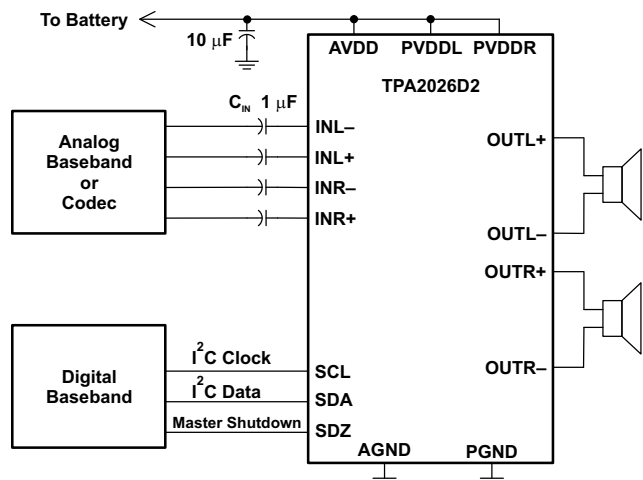 To Battery
10 μF
AVDD PVDDL PVDDR
TPA2026D2
CIN 1 μF
Analog
Baseband
or
Codec
INL–
INL+
INR–
INR+
OUTL+
OUTL–
OUTR+
OUTR–
Digital
Baseband
I2C Clock
I2C Data
Master Shutdown
SCL
SDA
SDZ
AGND PGND